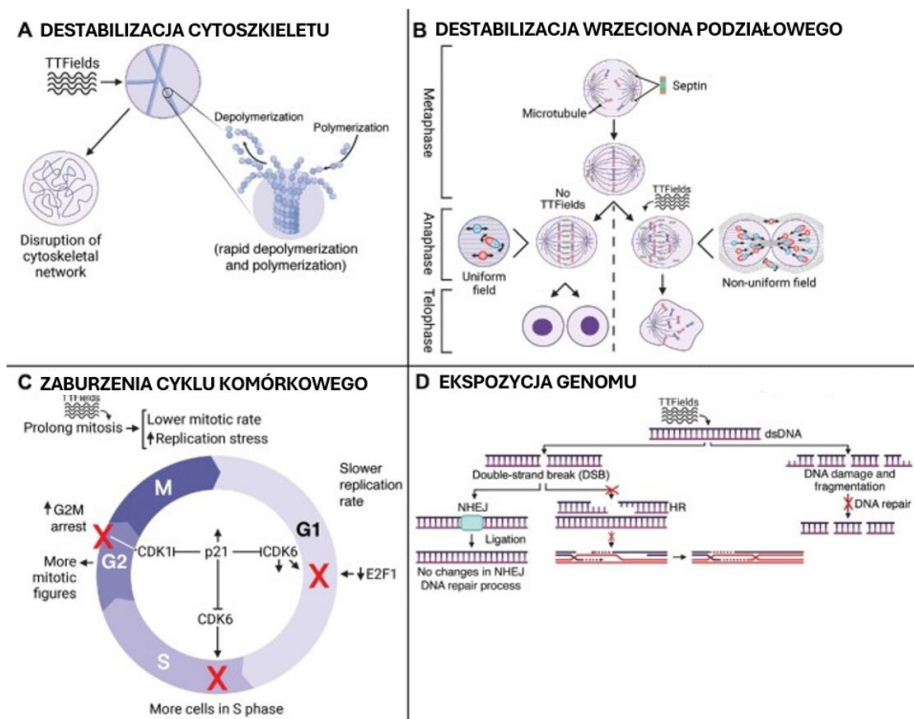 A DESTABILIZACJA CYTOSZKIELETU
TTFields
Depolymerization
Polymerization
Disruption of
cytoskeletal
network
(rapid depolymerization
and polymerization)
B DESTABILIZACJA WRZECIONA PODZIAŁOWEGO
Metaphase
Septin
Microtubule
No
TTFields
TTFields
Anaphase
Uniform
field
Non-uniform field
Telophase
C ZABURZENIA CYKLU KOMÓRKOWEGO
TTFields
Prolong mitosis
Lower mitotic rate
Replication stress
Slower
replication
rate
M
G1
G2M
arrest
G2
CDK1
p21
CDK6
More
mitotic
figures
E2F1
CDK6
S
More cells in S phase
D EKSPOZYCJA GENOMU
TTFields
dsDNA
Double-strand break (DSB)
DNA damage and
fragmentation
NHEJ
HR
DNA repair
Ligation
No changes in NHEJ
DNA repair process